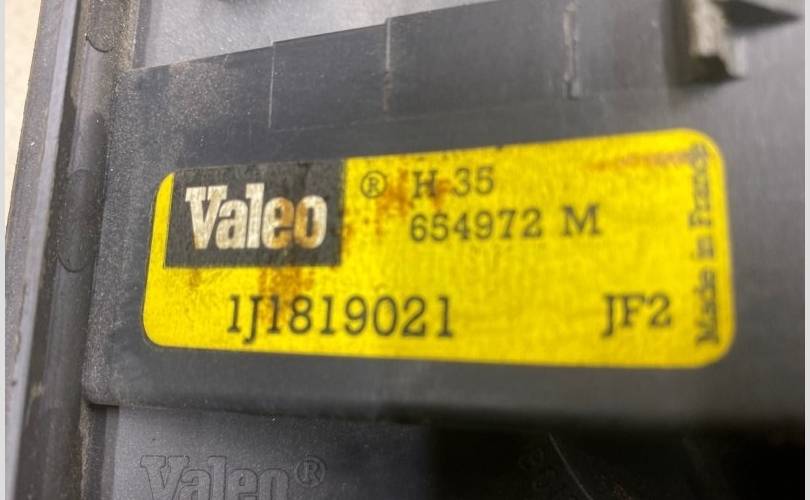 Valeo ® H 35
654972 M
1J1819021 JF2
Made in France
Valeo®